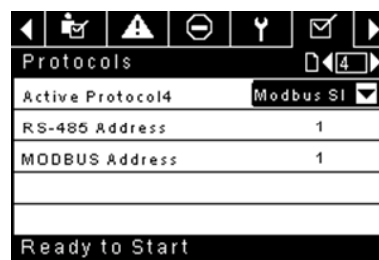 Protocols 4
Active Protocol4 Modbus Sl
RS-485 Address 1
MODBUS Address 1
Ready to Start